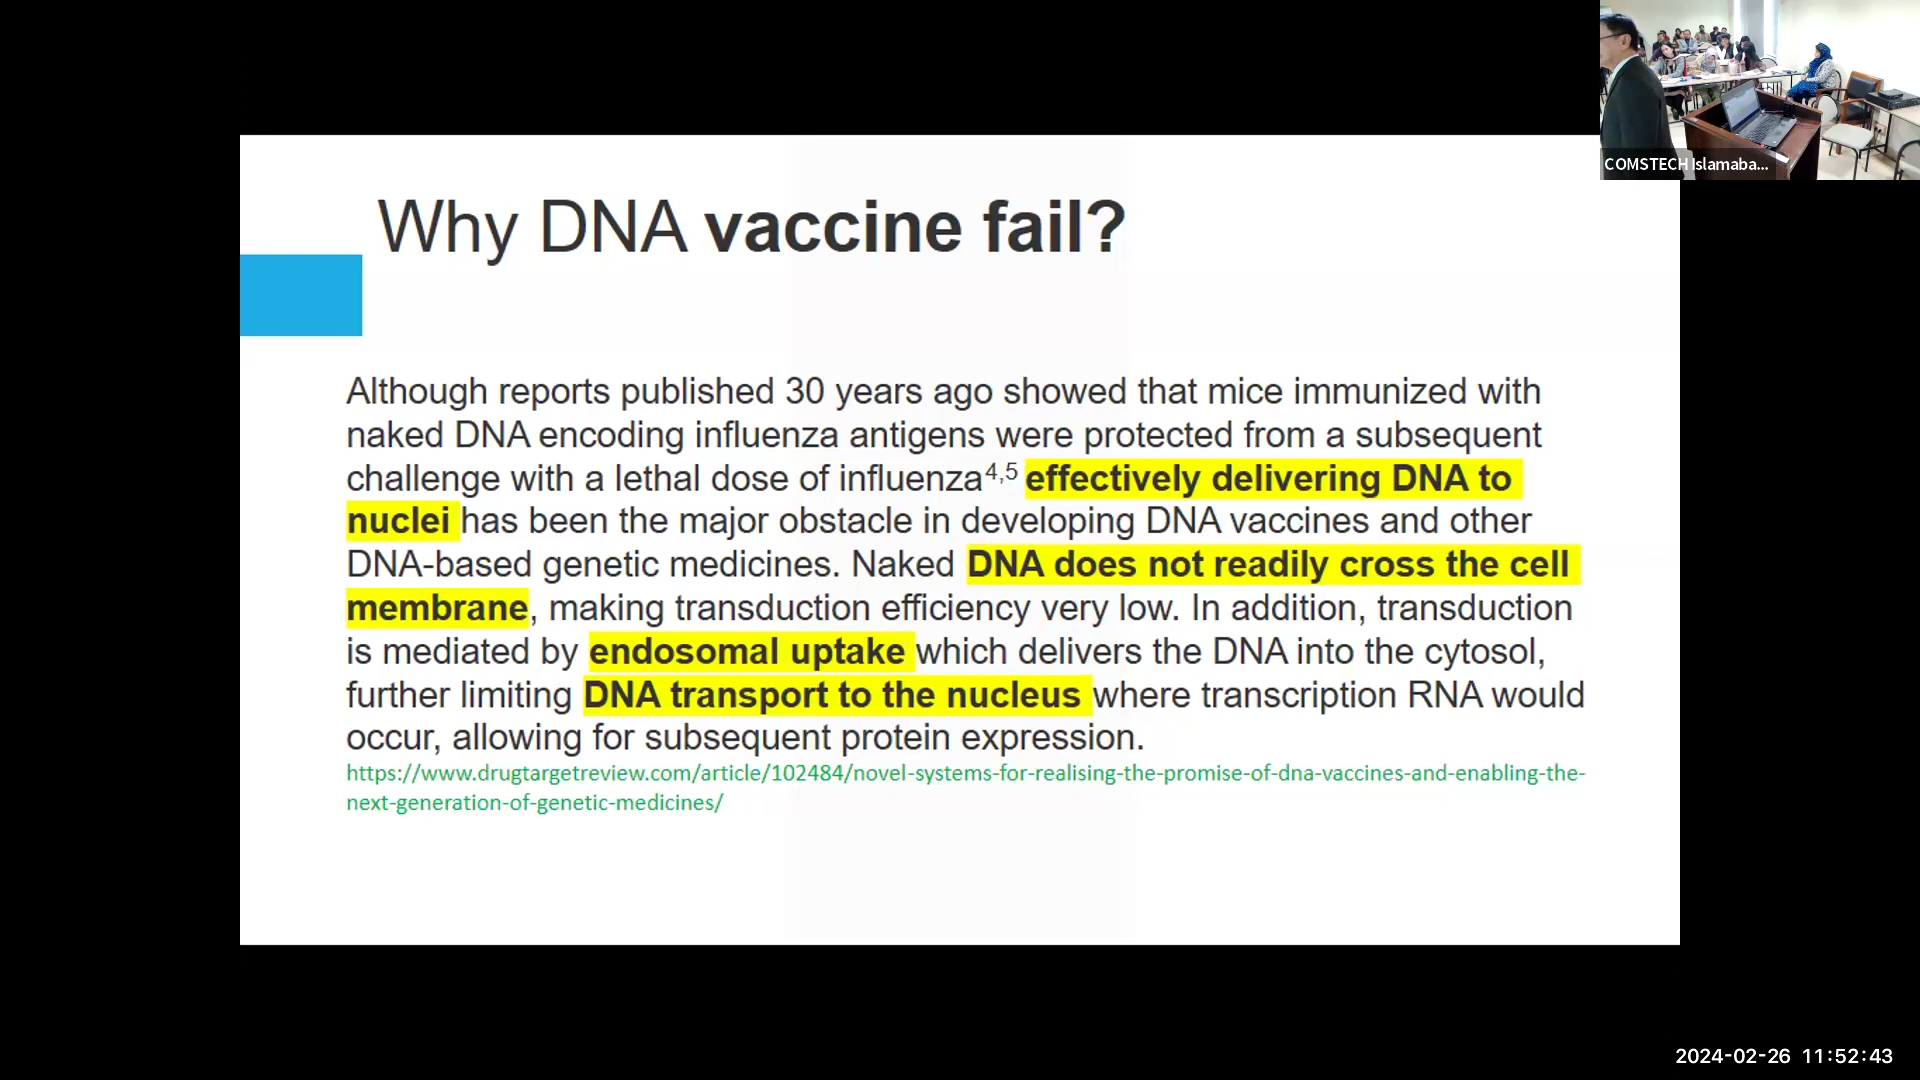 COMSTECH Islamaba...
Why DNA vaccine fail?
Although reports published 30 years ago showed that mice immunized with
naked DNA encoding influenza antigens were protected from a subsequent
challenge with a lethal dose of influenza4,5 effectively delivering DNA to
nuclei has been the major obstacle in developing DNA vaccines and other
DNA-based genetic medicines. Naked DNA does not readily cross the cell
membrane, making transduction efficiency very low. In addition, transduction
is mediated by endosomal uptake which delivers the DNA into the cytosol,
further limiting DNA transport to the nucleus where transcription RNA would
occur, allowing for subsequent protein expression.
https://www.drugtargetreview.com/article/102484/novel-systems-for-realising-the-promise-of-dna-vaccines-and-enabling-the-
next-generation-of-genetic-medicines/
2024-02-26 11:52:43